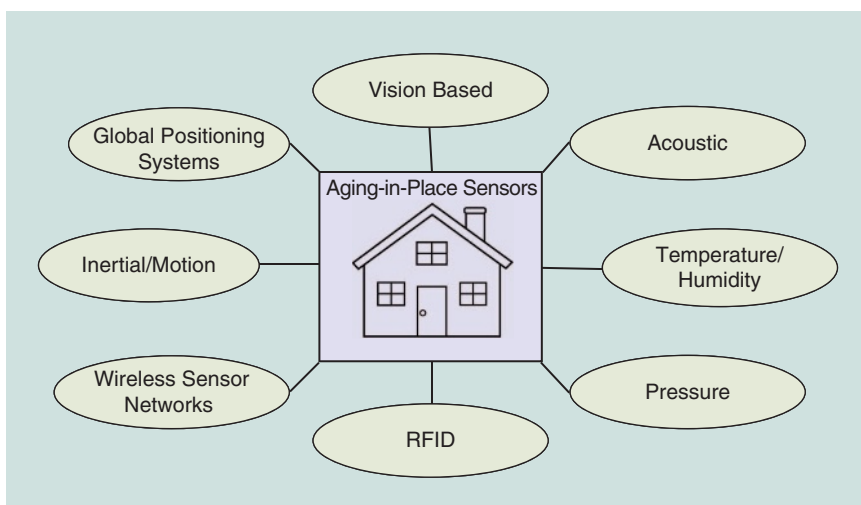 Vision Based
Global Positioning
Systems
Acoustic
Aging-in-Place Sensors
Inertial/Motion
Temperature/
Humidity
Wireless Sensor
Networks
Pressure
RFID